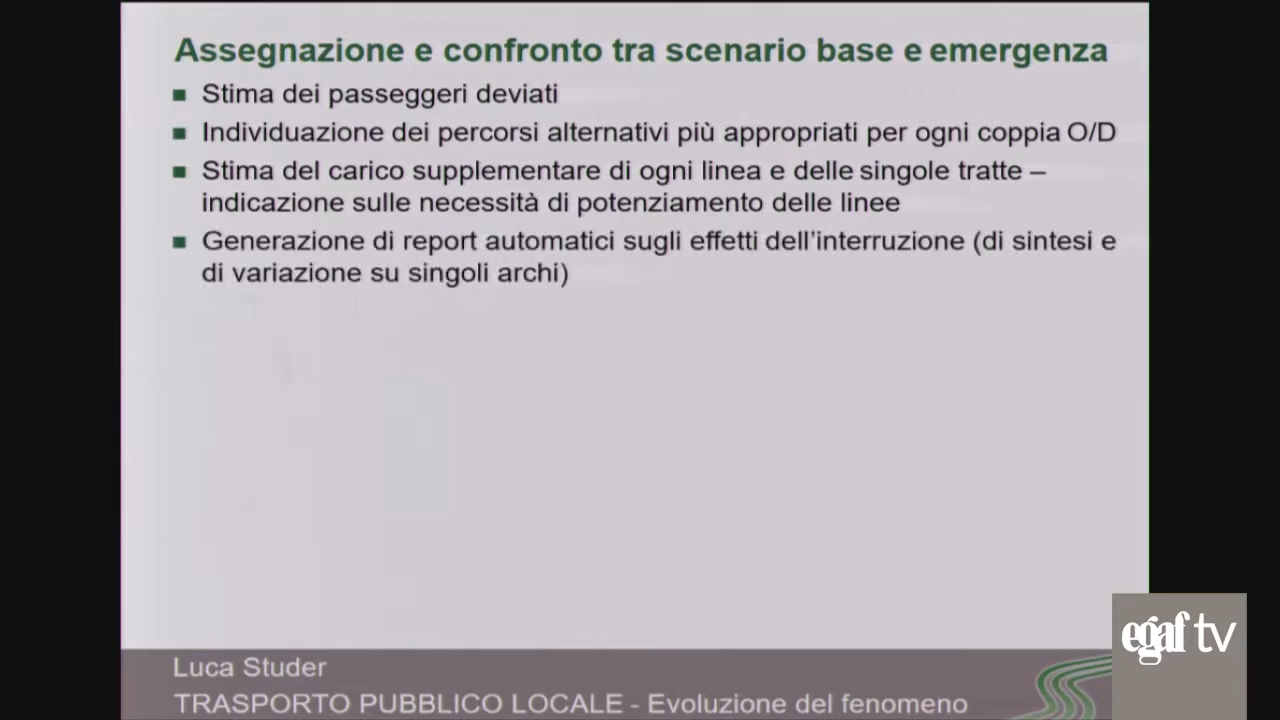 Assegnazione e confronto tra scenario base e emergenza
Stima dei passeggeri deviati
Individuazione dei percorsi alternativi più appropriati per ogni coppia O/D
Stima del carico supplementare di ogni linea e delle singole tratte –
indicazione sulle necessità di potenziamento delle linee
Generazione di report automatici sugli effetti dell'interruzione (di sintesi e
di variazione su singoli archi)
Luca Studer
TRASPORTO PUBBLICO LOCALE - Evoluzione del fenomeno
egaf tv